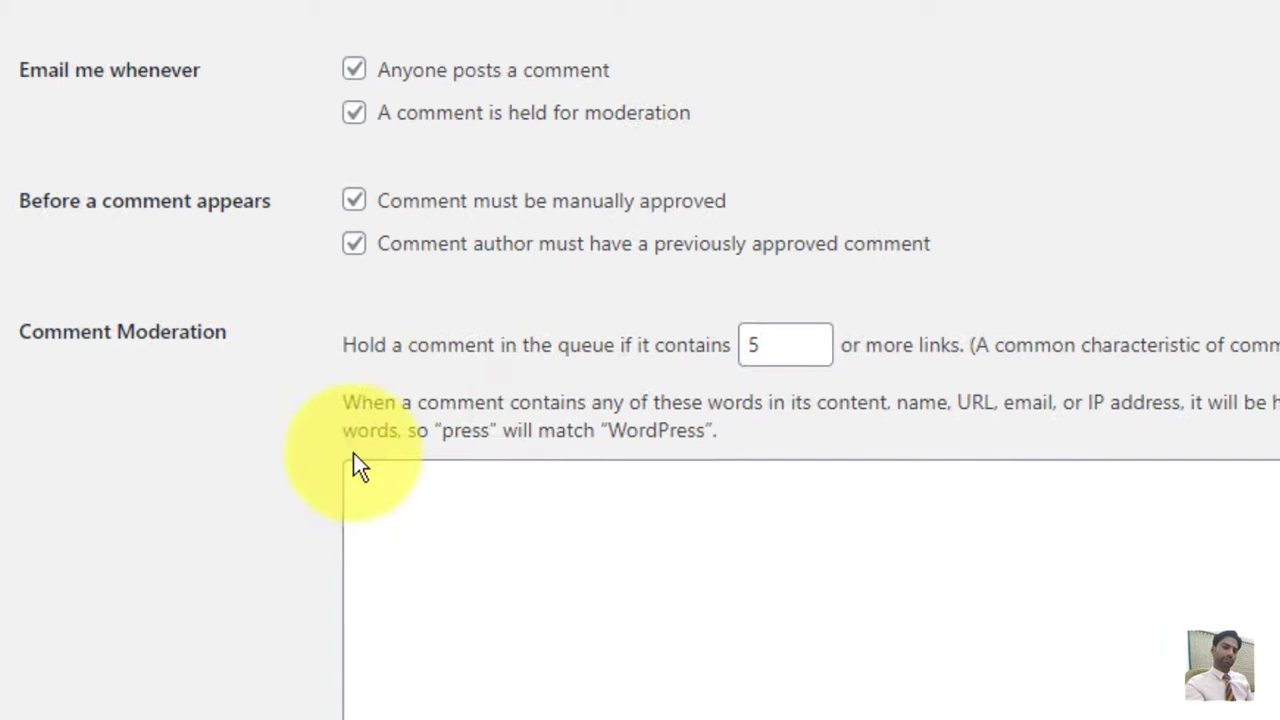 Email me whenever
Anyone posts a comment
A comment is held for moderation
Before a comment appears
Comment must be manually approved
Comment author must have a previously approved comment
Comment Moderation
Hold a comment in the queue if it contains 5 or more links. (A common characteristic of comm
When a comment contains any of these words in its content, name, URL, email, or IP address, it will be h
words, so “press” will match “WordPress”.